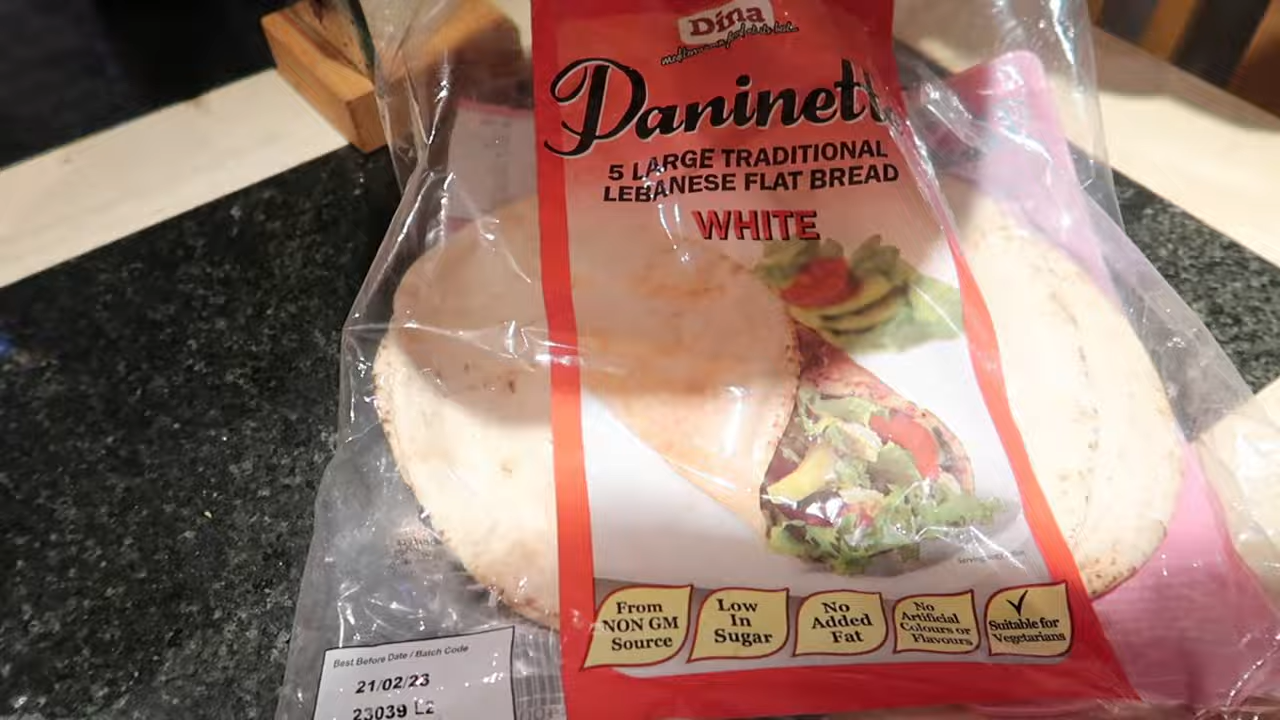 Dina
Daninett
5 LARGE TRADITIONAL
LEBANESE FLAT BREAD
WHITE
From
NON GM
Source
Low
In
Sugar
No
Added
Fat
No
Artificial
Colours or
Flavours
Suitable for
Vegetarians
Best Before Date / Batch Code
21/02/23
23039 L2